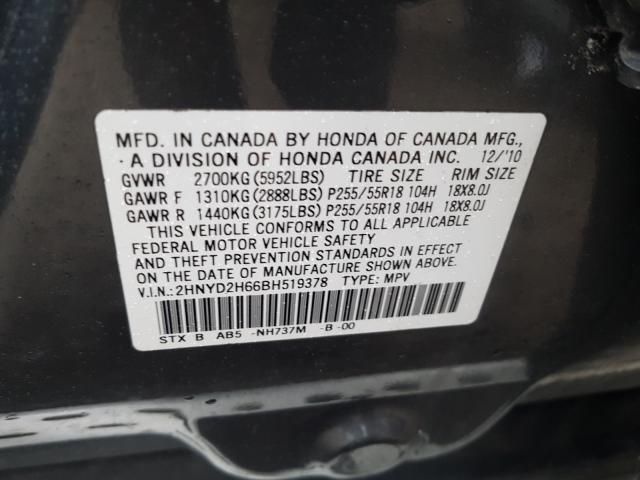 MFD. IN CANADA BY HONDA OF CANADA MFG.,
A DIVISION OF HONDA CANADA INC. 12/'10
GVWR 2700KG (5952LBS) TIRE SIZE RIM SIZE
GAWR F 1310KG (2888LBS) P255/55R18 104H 18X8.0J
GAWR R 1440KG (3175LBS) P255/55R18 104H 18X8.0J
THIS VEHICLE CONFORMS TO ALL APPLICABLE
FEDERAL MOTOR VEHICLE SAFETY
AND THEFT PREVENTION STANDARDS IN EFFECT
ON THE DATE OF MANUFACTURE SHOWN ABOVE.
V.I.N.:2HNYD2H66BH519378 TYPE: MPV
STX B AB5 -NH737M -B-00